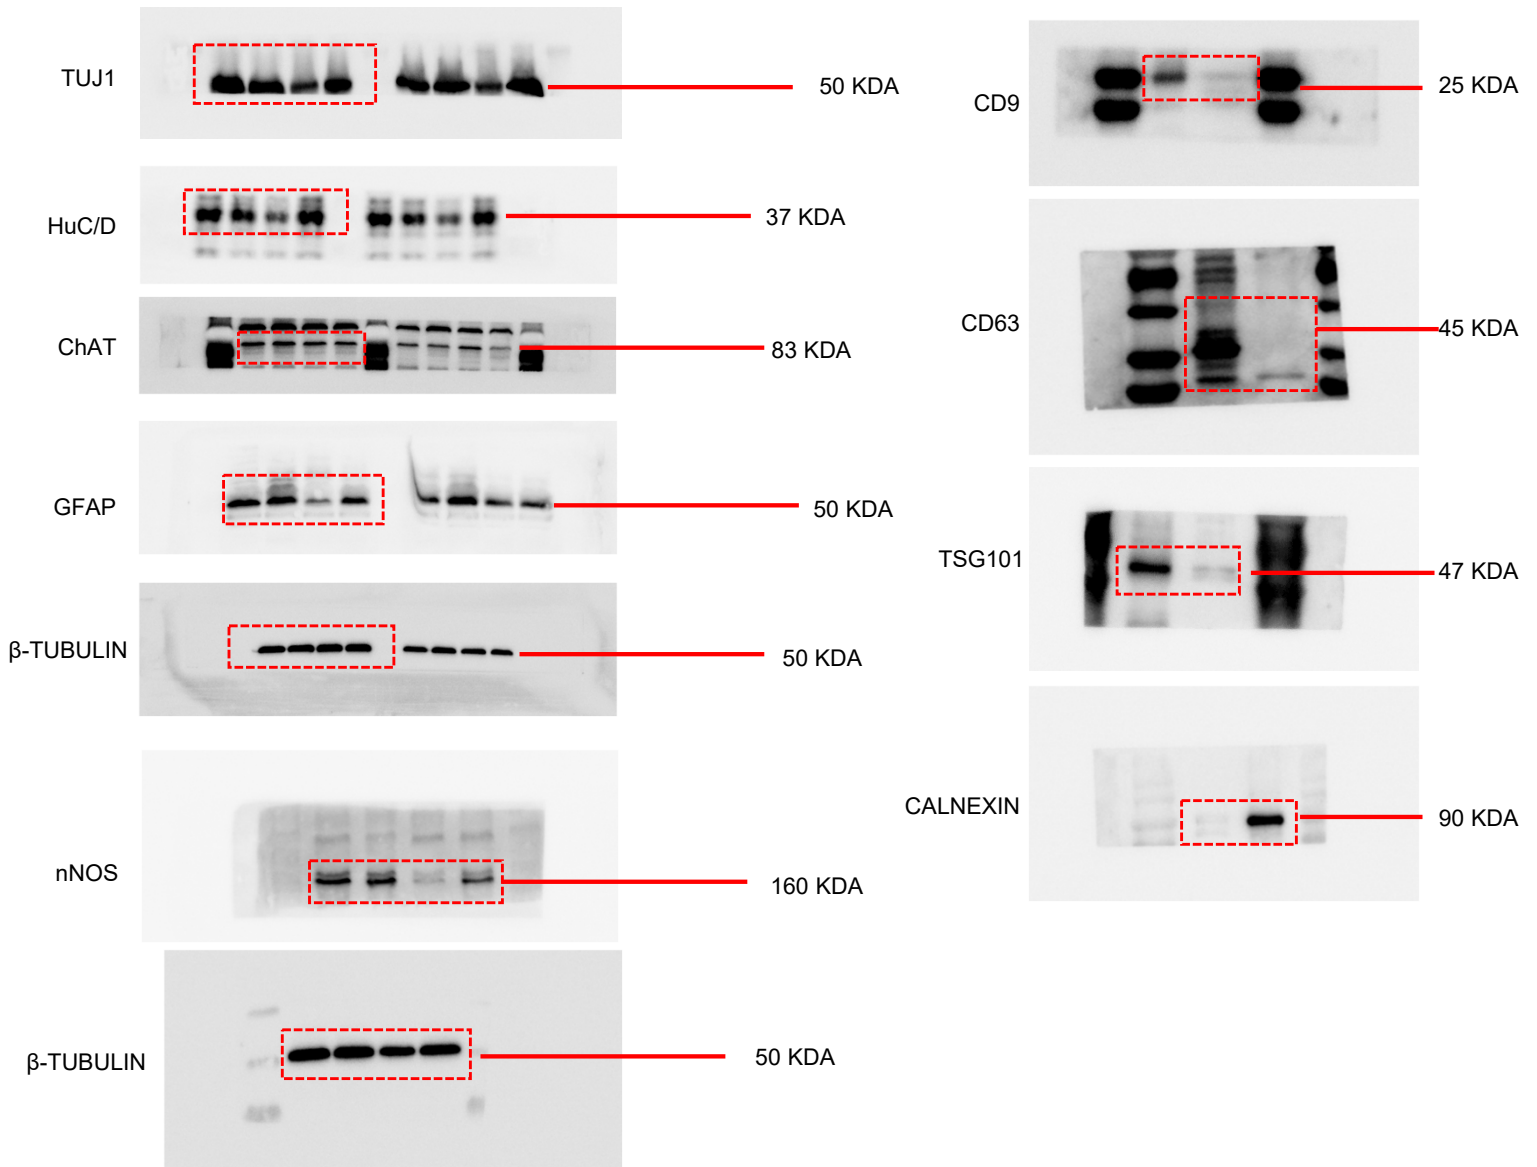 TUJ1
50 KDA
HuC/D
37 KDA
ChAT
83 KDA
GFAP
50 KDA
β-TUBULIN
50 KDA
nNOS
160 KDA
β-TUBULIN
50 KDA
CD9
25 KDA
CD63
45 KDA
TSG101
47 KDA
CALNEXIN
90 KDA